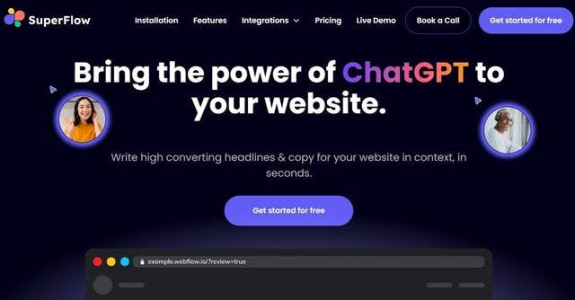 SuperFlow
Installation Features Integrations Pricing Live Demo Book a Call Get started for free
Bring the power of ChatGPT to
your website.
Write high converting headlines & copy for your website in context, in
seconds.
Get started for free
example.webflow.io/?review=true